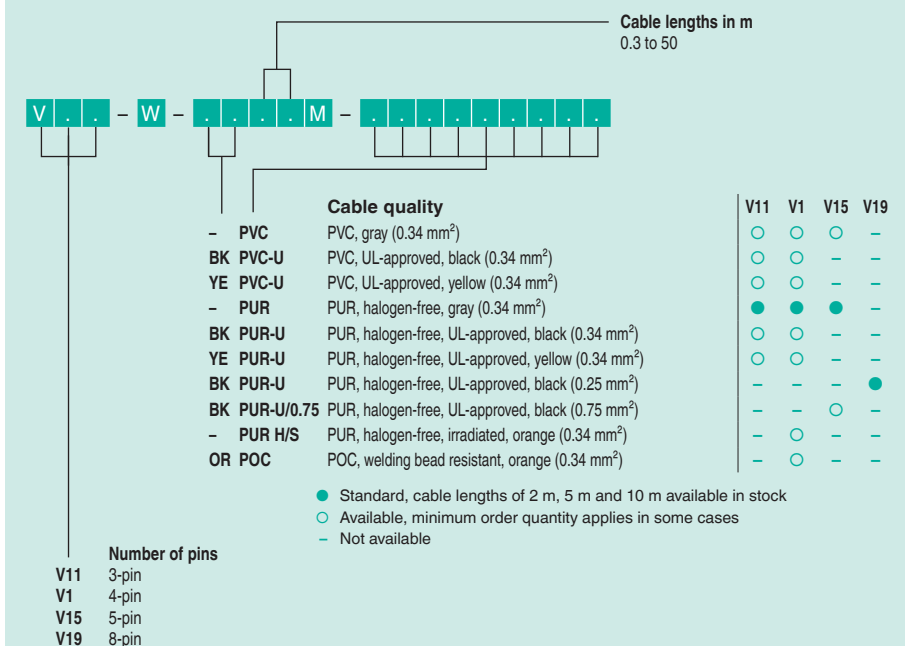 Cable lengths in m
0.3 to 50
V . . – W – . . . . M – . . . . . . . . .
Cable quality V11 V1 V15 V19
– PVC PVC, gray (0.34 mm²) ○ ○ ○ –
BK PVC-U PVC, UL-approved, black (0.34 mm²) ○ ○ – –
YE PVC-U PVC, UL-approved, yellow (0.34 mm²) ○ ○ – –
– PUR PUR, halogen-free, gray (0.34 mm²) ● ● ● –
BK PUR-U PUR, halogen-free, UL-approved, black (0.34 mm²) ○ ○ – –
YE PUR-U PUR, halogen-free, UL-approved, yellow (0.34 mm²) ○ ○ – –
BK PUR-U PUR, halogen-free, UL-approved, black (0.25 mm²) – – – ●
BK PUR-U/0.75 PUR, halogen-free, UL-approved, black (0.75 mm²) – – ○ –
– PUR H/S PUR, halogen-free, irradiated, orange (0.34 mm²) – ○ – –
OR POC POC, welding bead resistant, orange (0.34 mm²) – ○ – –
● Standard, cable lengths of 2 m, 5 m and 10 m available in stock
○ Available, minimum order quantity applies in some cases
– Not available
Number of pins
V11 3-pin
V1 4-pin
V15 5-pin
V19 8-pin